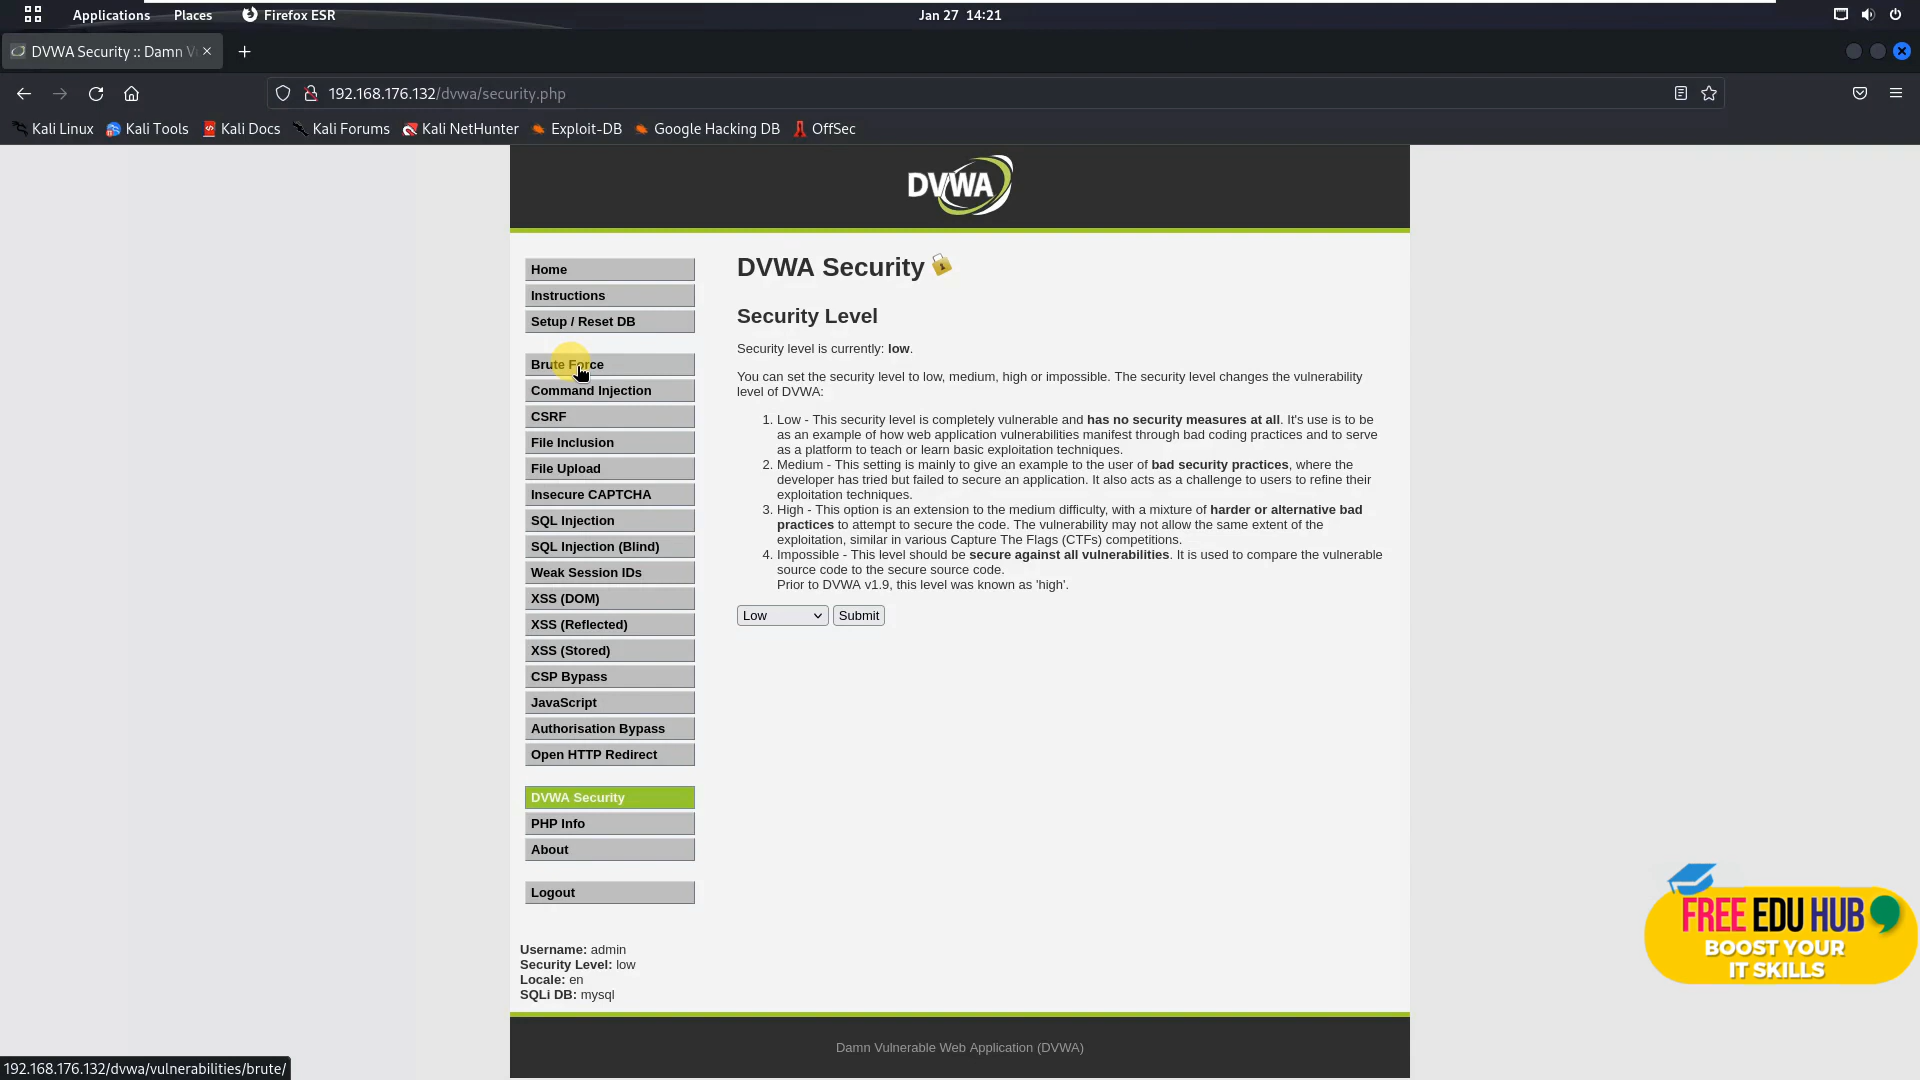 Applications Places Firefox ESR Jan 27 14:21
DVWA Security :: Damn V
192.168.176.132/dvwa/security.php
Kali Linux Kali Tools Kali Docs Kali Forums Kali NetHunter Exploit-DB Google Hacking DB OffSec
DVWA
Home
Instructions
Setup / Reset DB
Brute Force
Command Injection
CSRF
File Inclusion
File Upload
Insecure CAPTCHA
SQL Injection
SQL Injection (Blind)
Weak Session IDs
XSS (DOM)
XSS (Reflected)
XSS (Stored)
CSP Bypass
JavaScript
Authorisation Bypass
Open HTTP Redirect
DVWA Security
PHP Info
About
Logout
Username: admin
Security Level: low
Locale: en
SQLi DB: mysql
DVWA Security
Security Level
Security level is currently: low.
You can set the security level to low, medium, high or impossible. The security level changes the vulnerability
level of DVWA:
1. Low - This security level is completely vulnerable and has no security measures at all. It's use is to be
as an example of how web application vulnerabilities manifest through bad coding practices and to serve
as a platform to teach or learn basic exploitation techniques.
2. Medium - This setting is mainly to give an example to the user of bad security practices, where the
developer has tried but failed to secure an application. It also acts as a challenge to users to refine their
exploitation techniques.
3. High - This option is an extension to the medium difficulty, with a mixture of harder or alternative bad
practices to attempt to secure the code. The vulnerability may not allow the same extent of the
exploitation, similar in various Capture The Flags (CTFs) competitions.
4. Impossible - This level should be secure against all vulnerabilities. It is used to compare the vulnerable
source code to the secure source code.
Prior to DVWA v1.9, this level was known as 'high'.
Low Submit
FREE EDU HUB
BOOST YOUR
IT SKILLS
Damn Vulnerable Web Application (DVWA)
192.168.176.132/dvwa/vulnerabilities/brute/